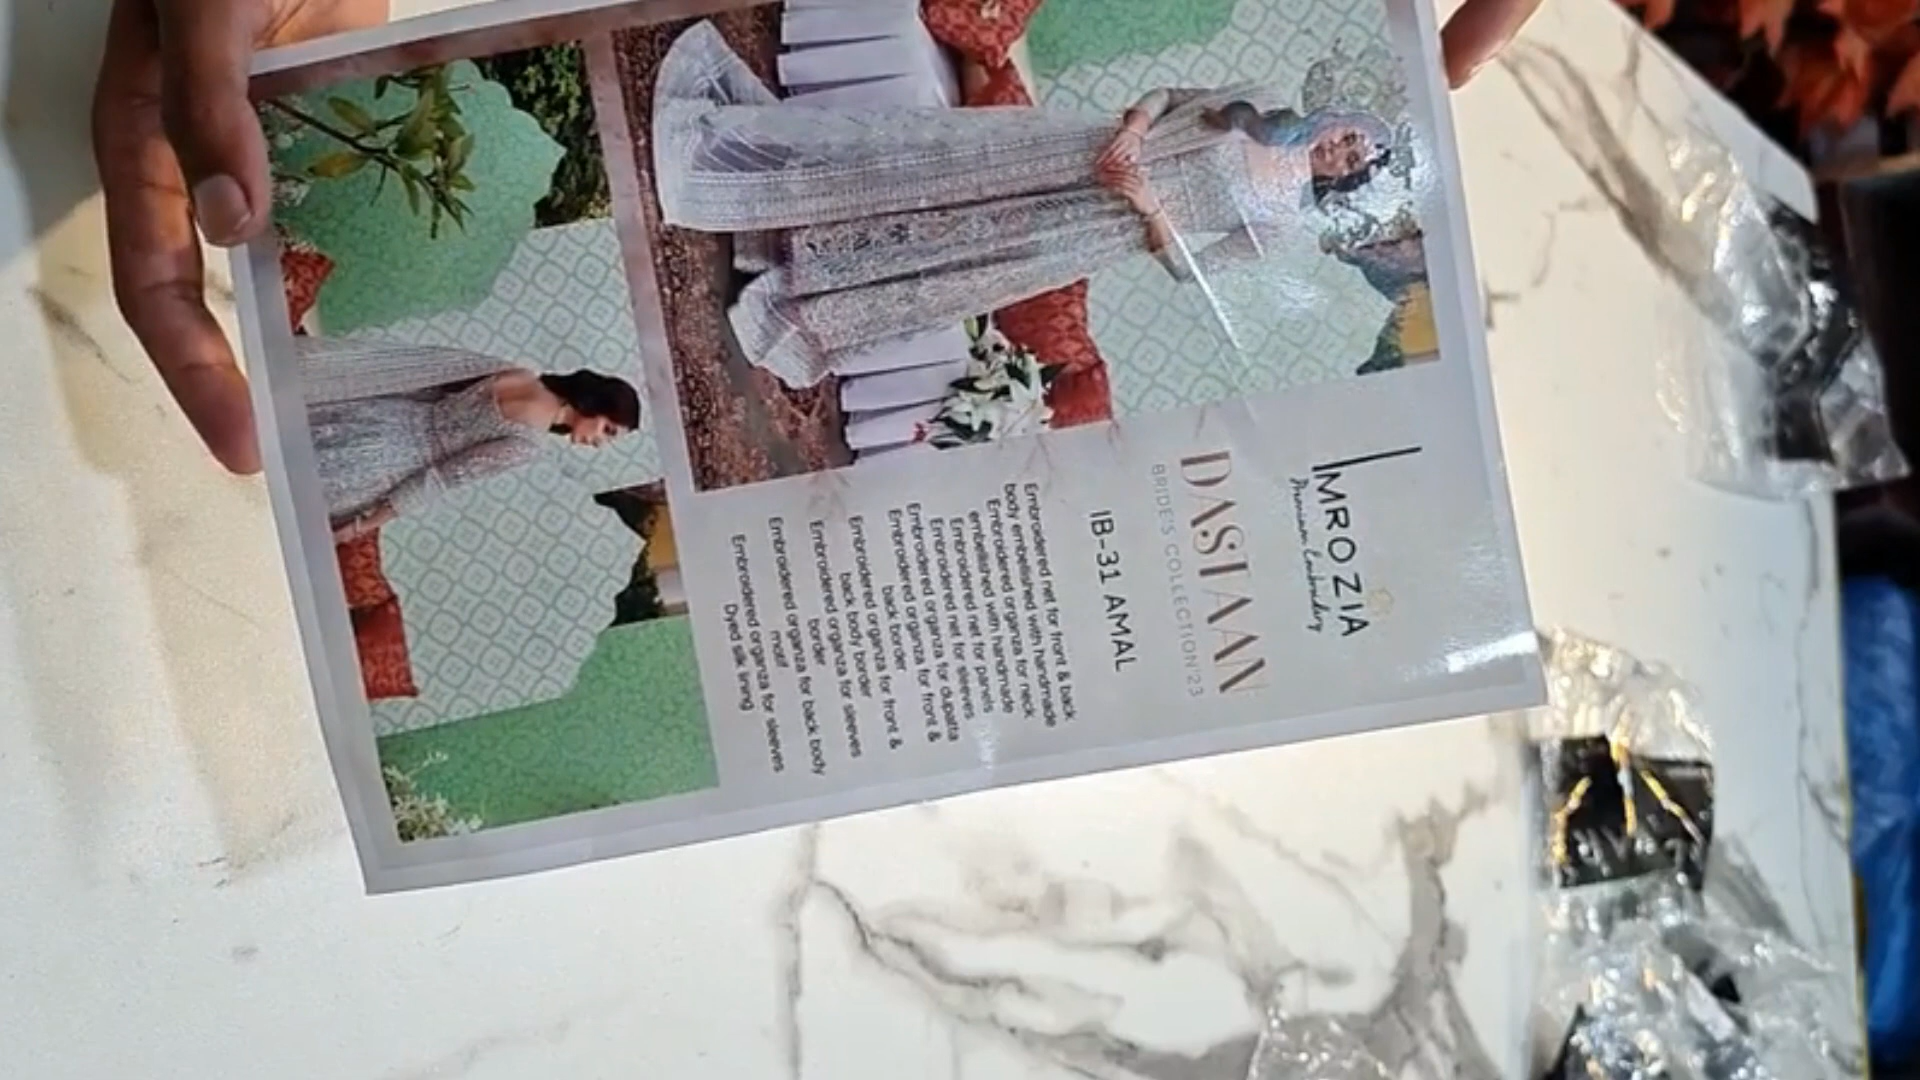 IMROZIA
Premium Embroidery
DASTAAN
BRIDE'S COLLECTION'23
IB-31 AMAL
Embroidered net for front & back
body embellished with handmade
Embroidered organza for neck
embellished with handmade
Embroidered net for panels
Embroidered net for sleeves
Embroidered organza for dupatta
Embroidered organza for front &
back border
Embroidered organza for front &
back body border
Embroidered organza for sleeves
border
Embroidered organza for back body
motif
Embroidered organza for sleeves
Dyed silk lining